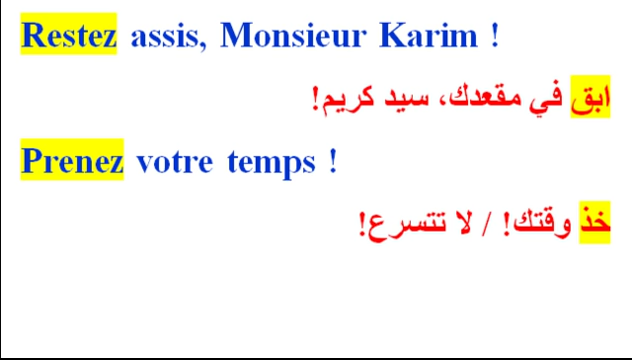 Restez assis, Monsieur Karim !
ابق في مقعدك، سيد كريم!
Prenez votre temps !
خذ وقتك! / لا تتسرع!